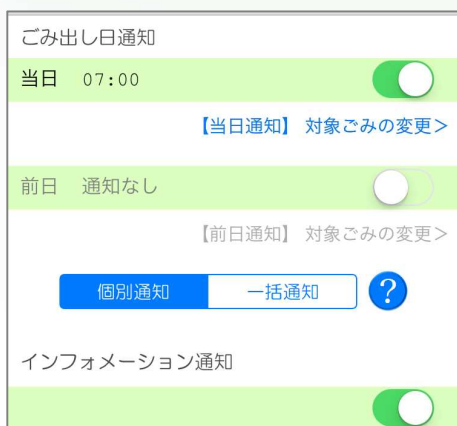 ごみ出し日通知
当日 07:00
【当日通知】 対象ごみの変更>
前日 通知なし
【前日通知】 対象ごみの変更>
個別通知 一括通知 ?
インフォメーション通知